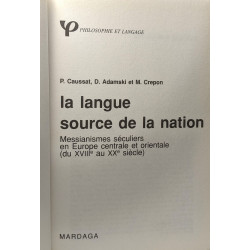 PHILOSOPHIE ET LANGAGE
P. Caussat, D. Adamski et M. Crépon
la langue
source de la nation
Messianismes séculiers
en Europe centrale et orientale
(du XVIIIe au XXe siècle)
MARDAGA